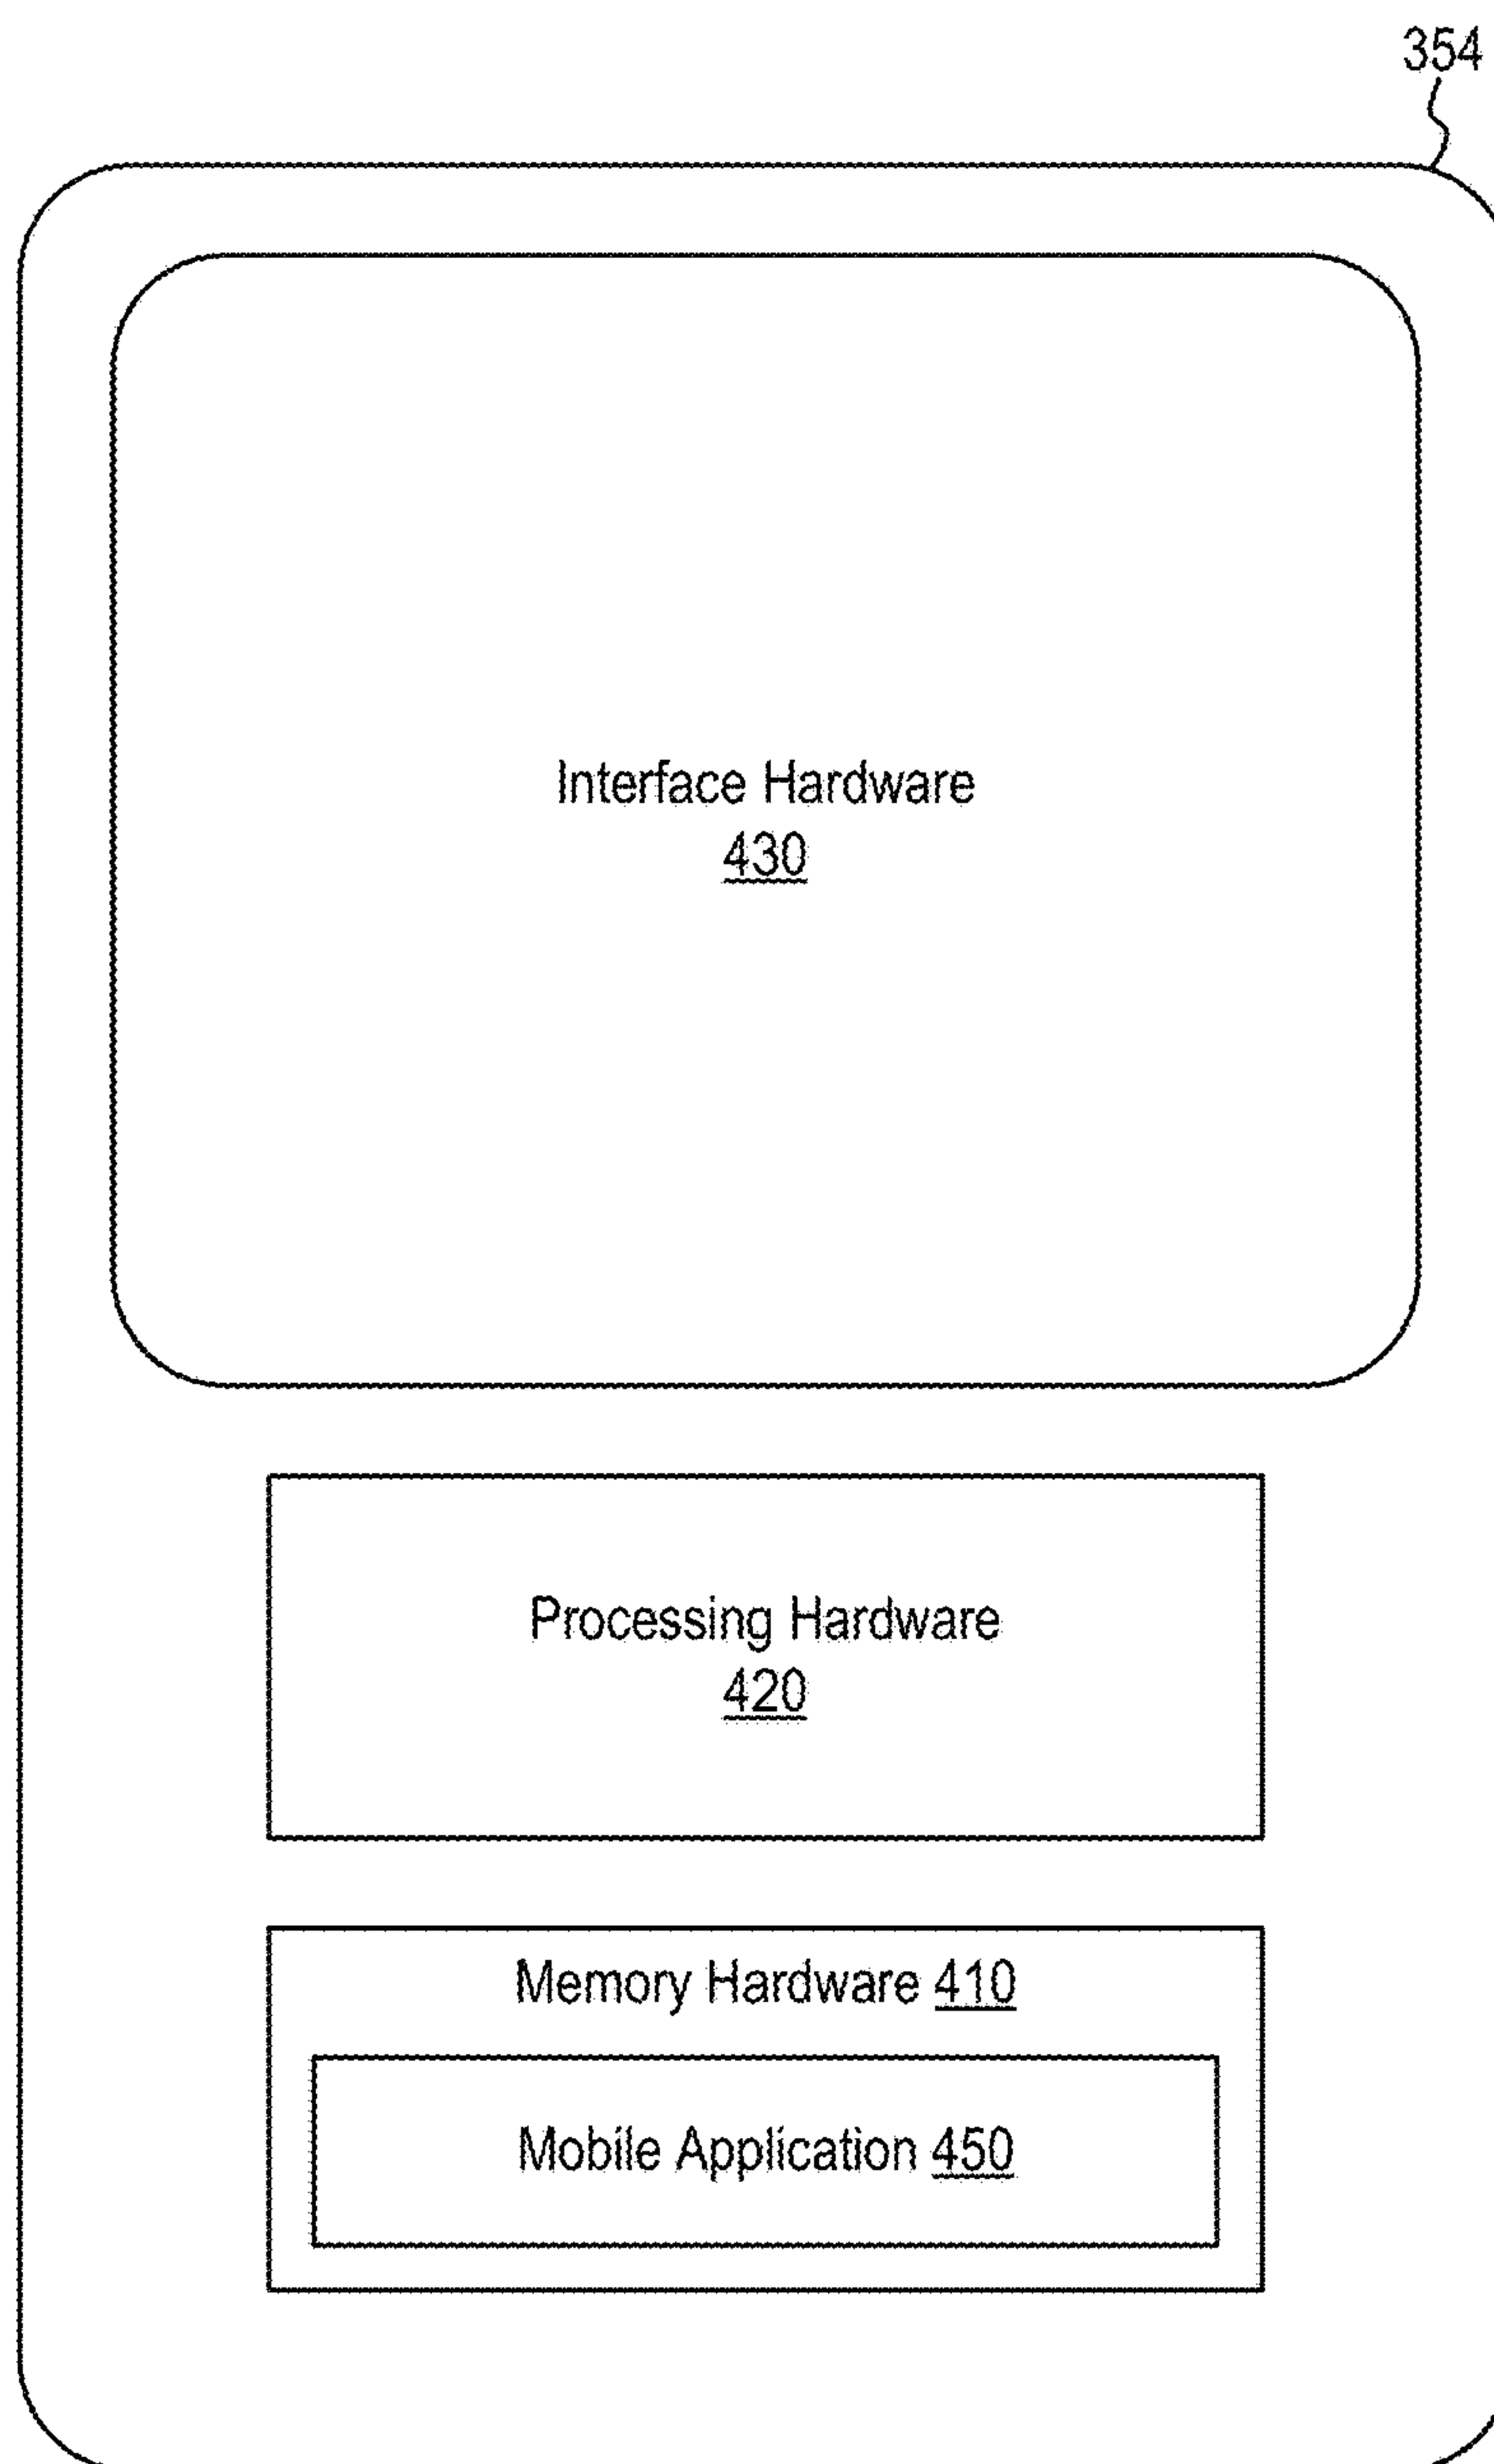 354
Interface Hardware
430
Processing Hardware
420
Memory Hardware 410
Mobile Application 450